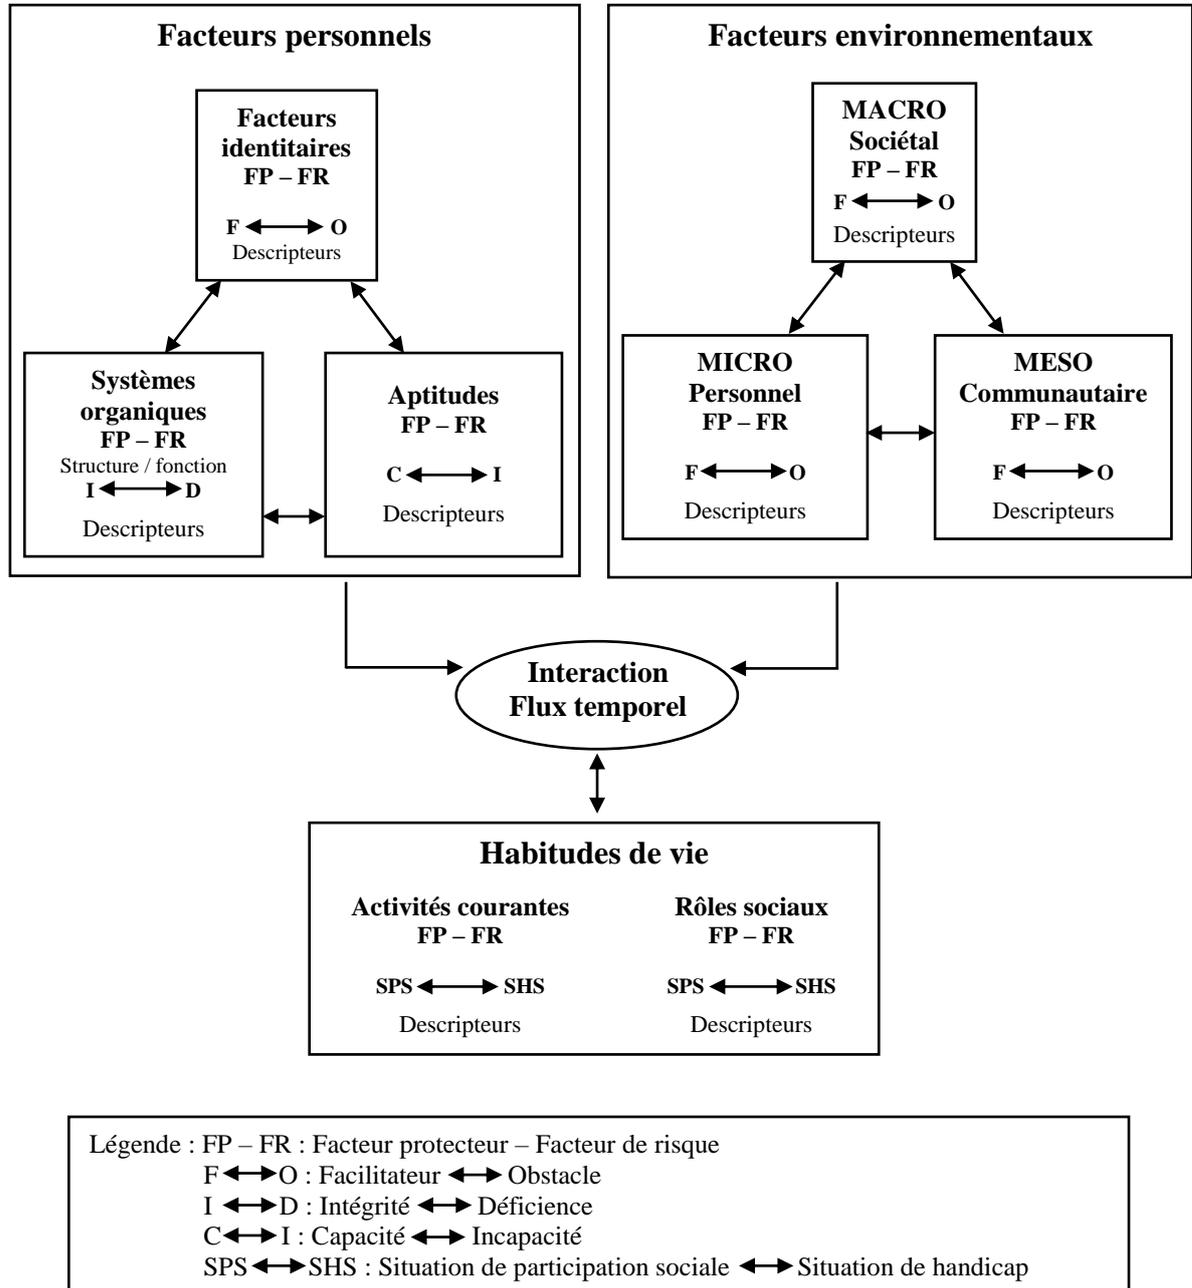 Facteurs personnels
Facteurs
identitaires
FP – FR
F ↔ O
Descripteurs
Systèmes
organiques
FP – FR
Structure / fonction
I ↔ D
Descripteurs
Aptitudes
FP – FR
C ↔ I
Descripteurs
Facteurs environnementaux
MACRO
Sociétal
FP – FR
F ↔ O
Descripteurs
MICRO
Personnel
FP – FR
F ↔ O
Descripteurs
MESO
Communautaire
FP – FR
F ↔ O
Descripteurs
Interaction
Flux temporel
Habitudes de vie
Activités courantes
FP – FR
SPS ↔ SHS
Descripteurs
Rôles sociaux
FP – FR
SPS ↔ SHS
Descripteurs
Légende : FP – FR : Facteur protecteur – Facteur de risque
F ↔ O : Facilitateur ↔ Obstacle
I ↔ D : Intégrité ↔ Déficience
C ↔ I : Capacité ↔ Incapacité
SPS ↔ SHS : Situation de participation sociale ↔ Situation de handicap